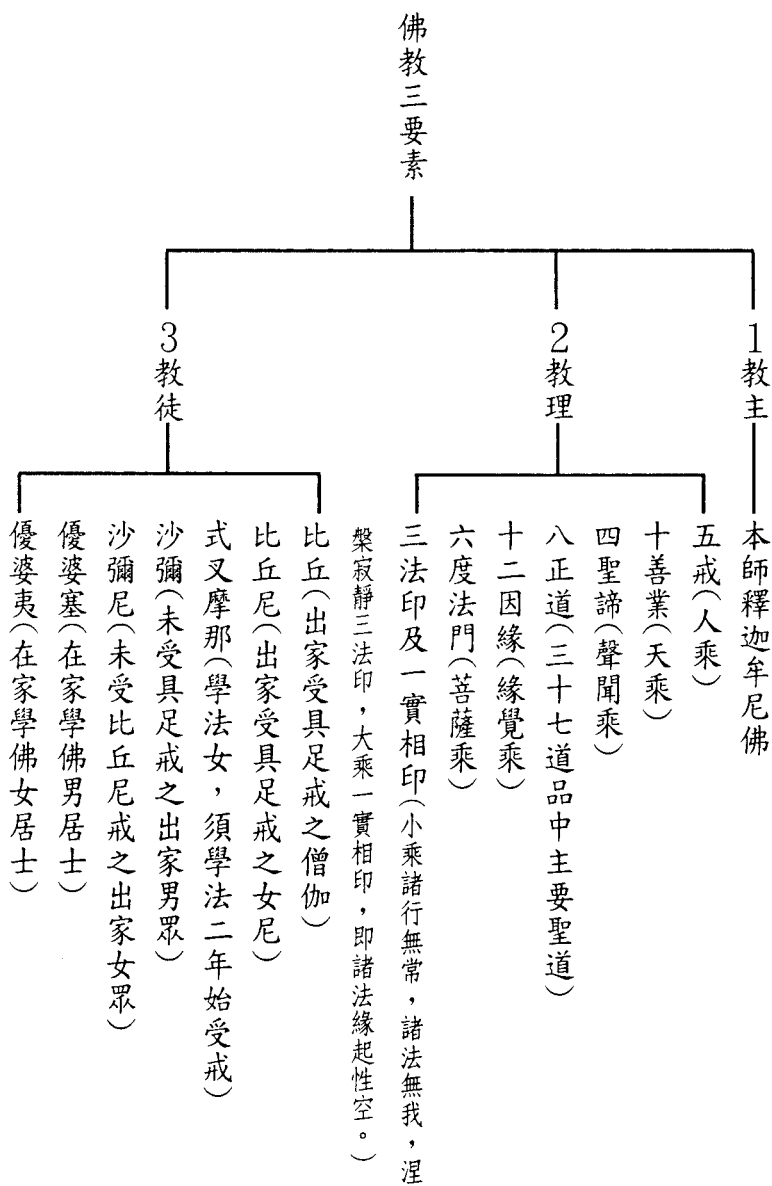 佛教三要素
1教主
本師釋迦牟尼佛
2教理
五戒（人乘）
十善業（天乘）
四聖諦（聲聞乘）
八正道（三十七道品中主要聖道）
十二因緣（緣覺乘）
六度法門（菩薩乘）
三法印及一實相印（小乘諸行無常，諸法無我，涅
槃寂靜三法印，大乘一實相印，即諸法緣起性空。）
3教徒
比丘（出家受具足戒之僧伽）
比丘尼（出家受具足戒之女尼）
式叉摩那（學法女，須學法二年始受戒）
沙彌（未受具足戒之出家男眾）
沙彌尼（未受比丘尼戒之出家女眾）
優婆塞（在家學佛男居士）
優婆夷（在家學佛女居士）